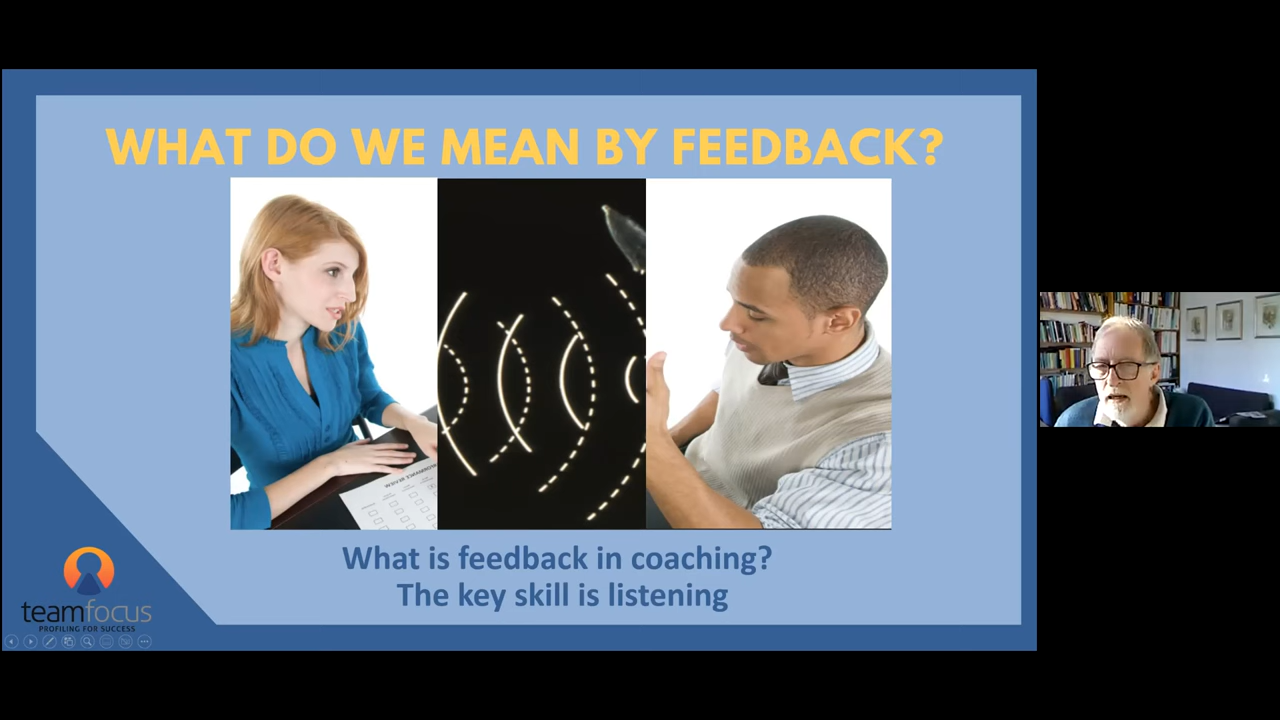 WHAT DO WE MEAN BY FEEDBACK?
REVIEW
What is feedback in coaching?
The key skill is listening
teamfocus
PROFILING FOR SUCCESS